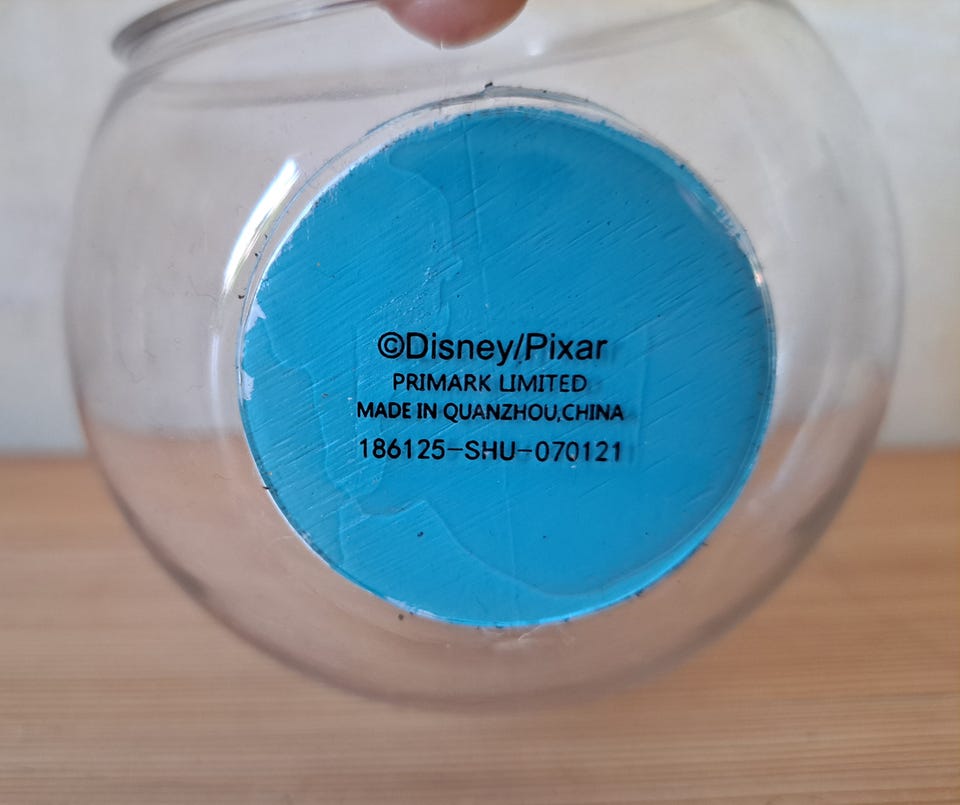 ©Disney/Pixar
PRIMARK LIMITED
MADE IN QUANZHOU,CHINA
186125-SHU-070121